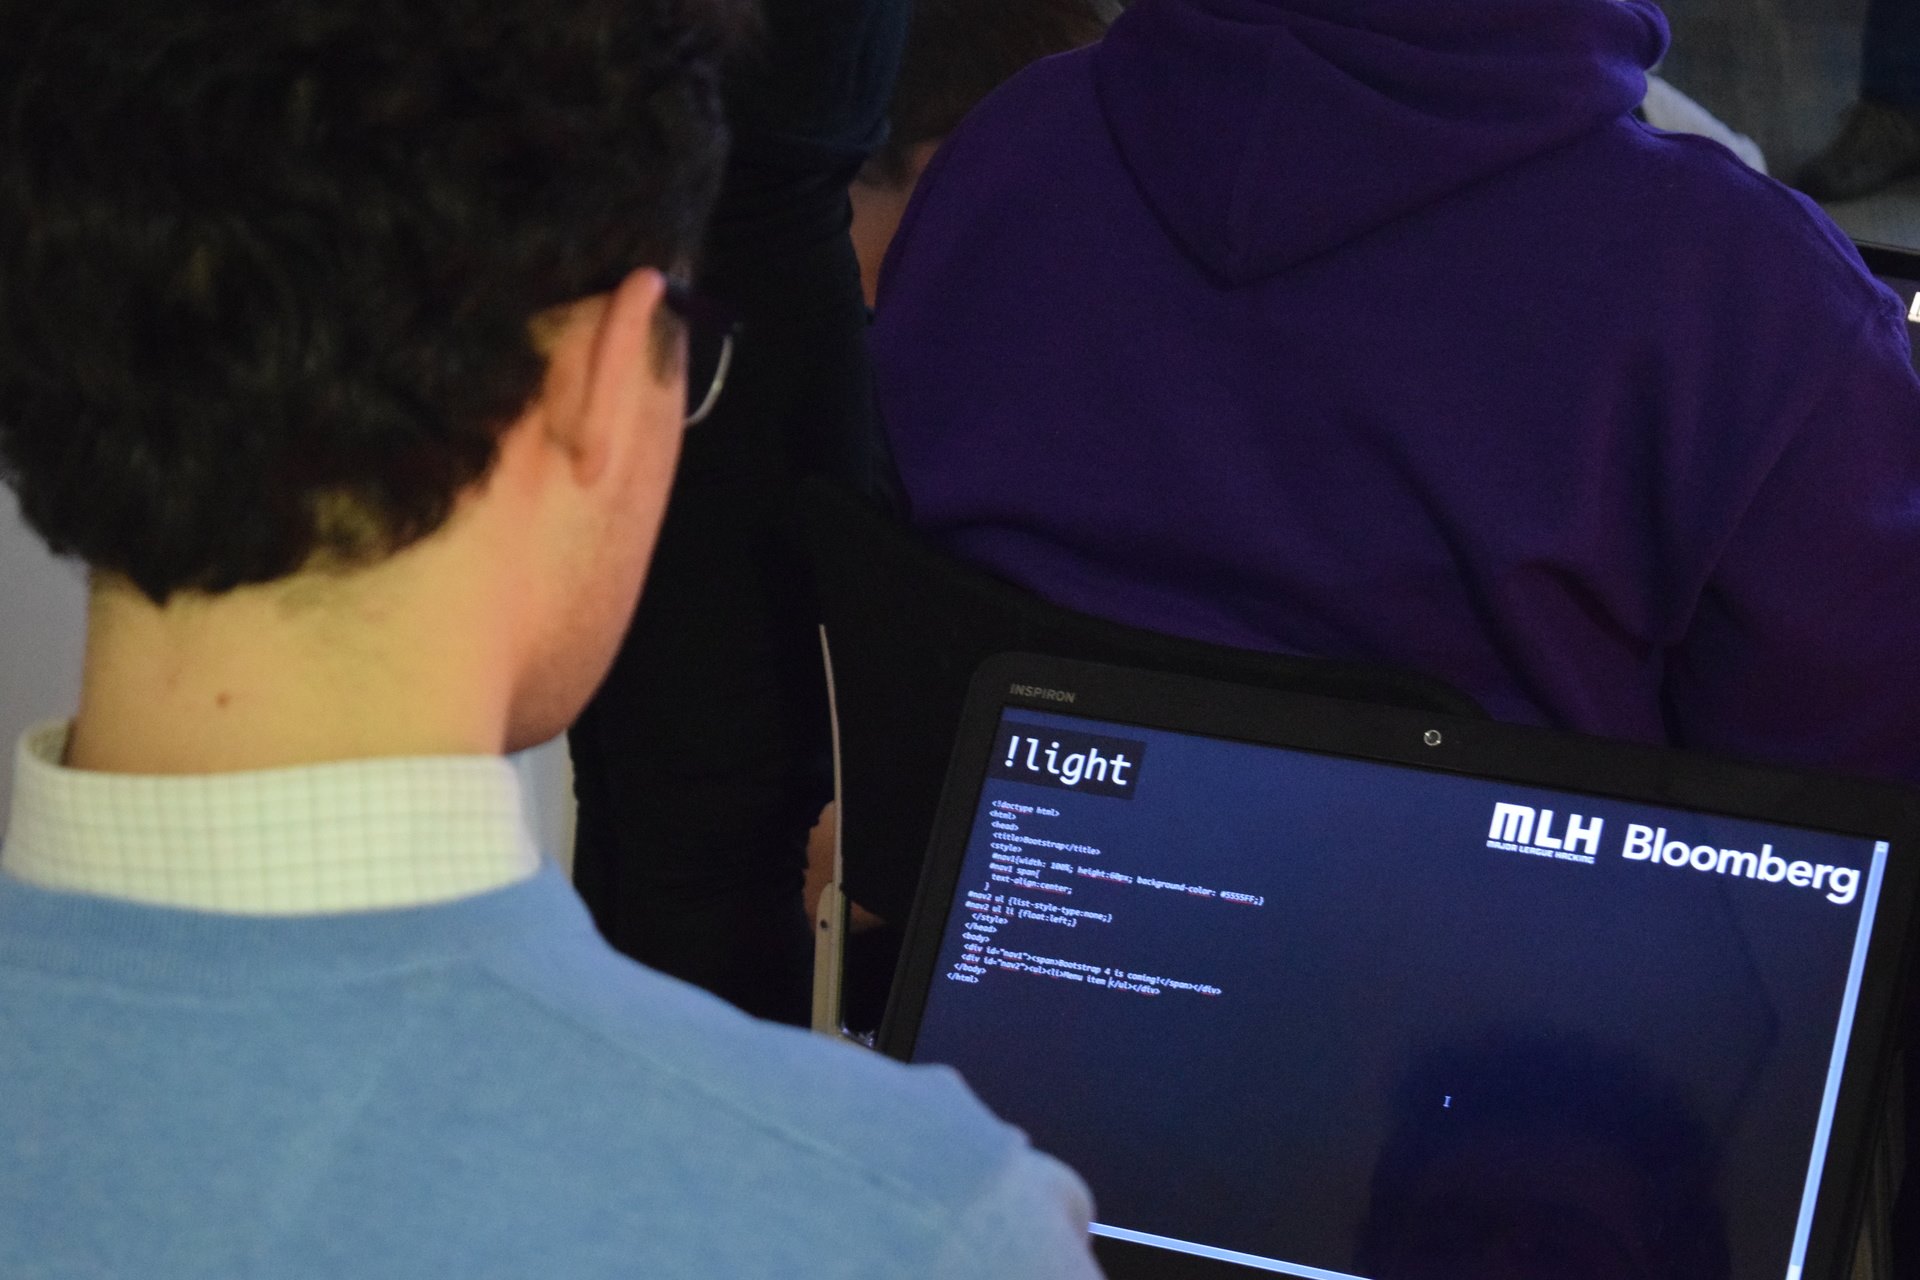 INSPIRON
!light
MLH Bloomberg
MAJOR LEAGUE HACKING
<!doctype html>
<html>
<head>
<title>Bootstrap</title>
<style>
#nav1{width: 100%; height:60px; background-color: #5555FF;}
#nav1 span{
text-align:center;
}
#nav2 ul {list-style-type:none;}
#nav2 ul li {float:left;}
</style>
</head>
<body>
<div id="nav1"><span>Bootstrap 4 is coming!</span></div>
<div id="nav2"><ul><li>Menu item </ul></div>
</body>
</html>